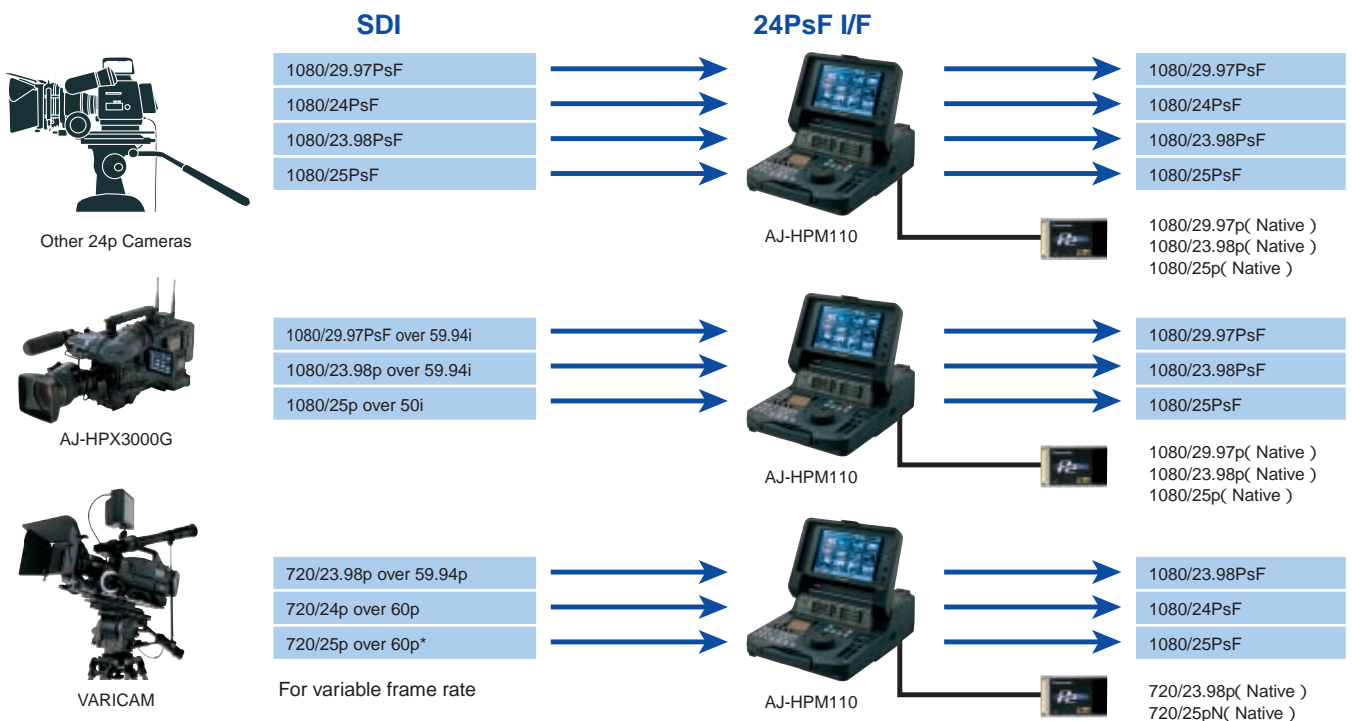 SDI
24PsF I/F
1080/29.97PsF
1080/24PsF
1080/23.98PsF
1080/25PsF
Other 24p Cameras
AJ-HPM110
1080/29.97PsF
1080/24PsF
1080/23.98PsF
1080/25PsF
P2
1080/29.97p( Native )
1080/23.98p( Native )
1080/25p( Native )
1080/29.97PsF over 59.94i
1080/23.98p over 59.94i
1080/25p over 50i
AJ-HPX3000G
AJ-HPM110
1080/29.97PsF
1080/23.98PsF
1080/25PsF
P2
1080/29.97p( Native )
1080/23.98p( Native )
1080/25p( Native )
720/23.98p over 59.94p
720/24p over 60p
720/25p over 60p*
For variable frame rate
VARICAM
AJ-HPM110
1080/23.98PsF
1080/24PsF
1080/25PsF
P2
720/23.98p( Native )
720/25pN( Native )